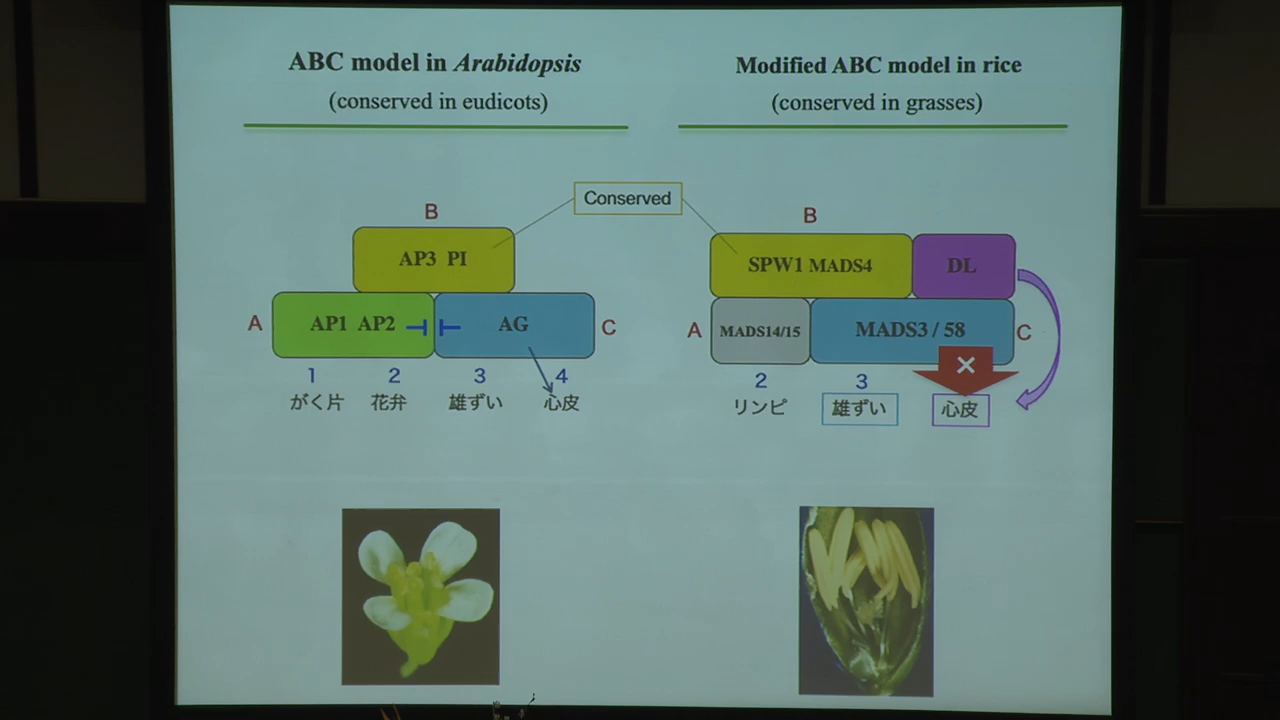 ABC model in Arabidopsis
(conserved in eudicots)
B
AP3 PI
A
AP1 AP2
AG
C
1
2
3
4
がく片
花弁
雄ずい
心皮
Conserved
Modified ABC model in rice
(conserved in grasses)
B
SPW1 MADS4
DL
A
MADS14/15
MADS3 / 58
C
×
2
3
リンピ
雄ずい
心皮